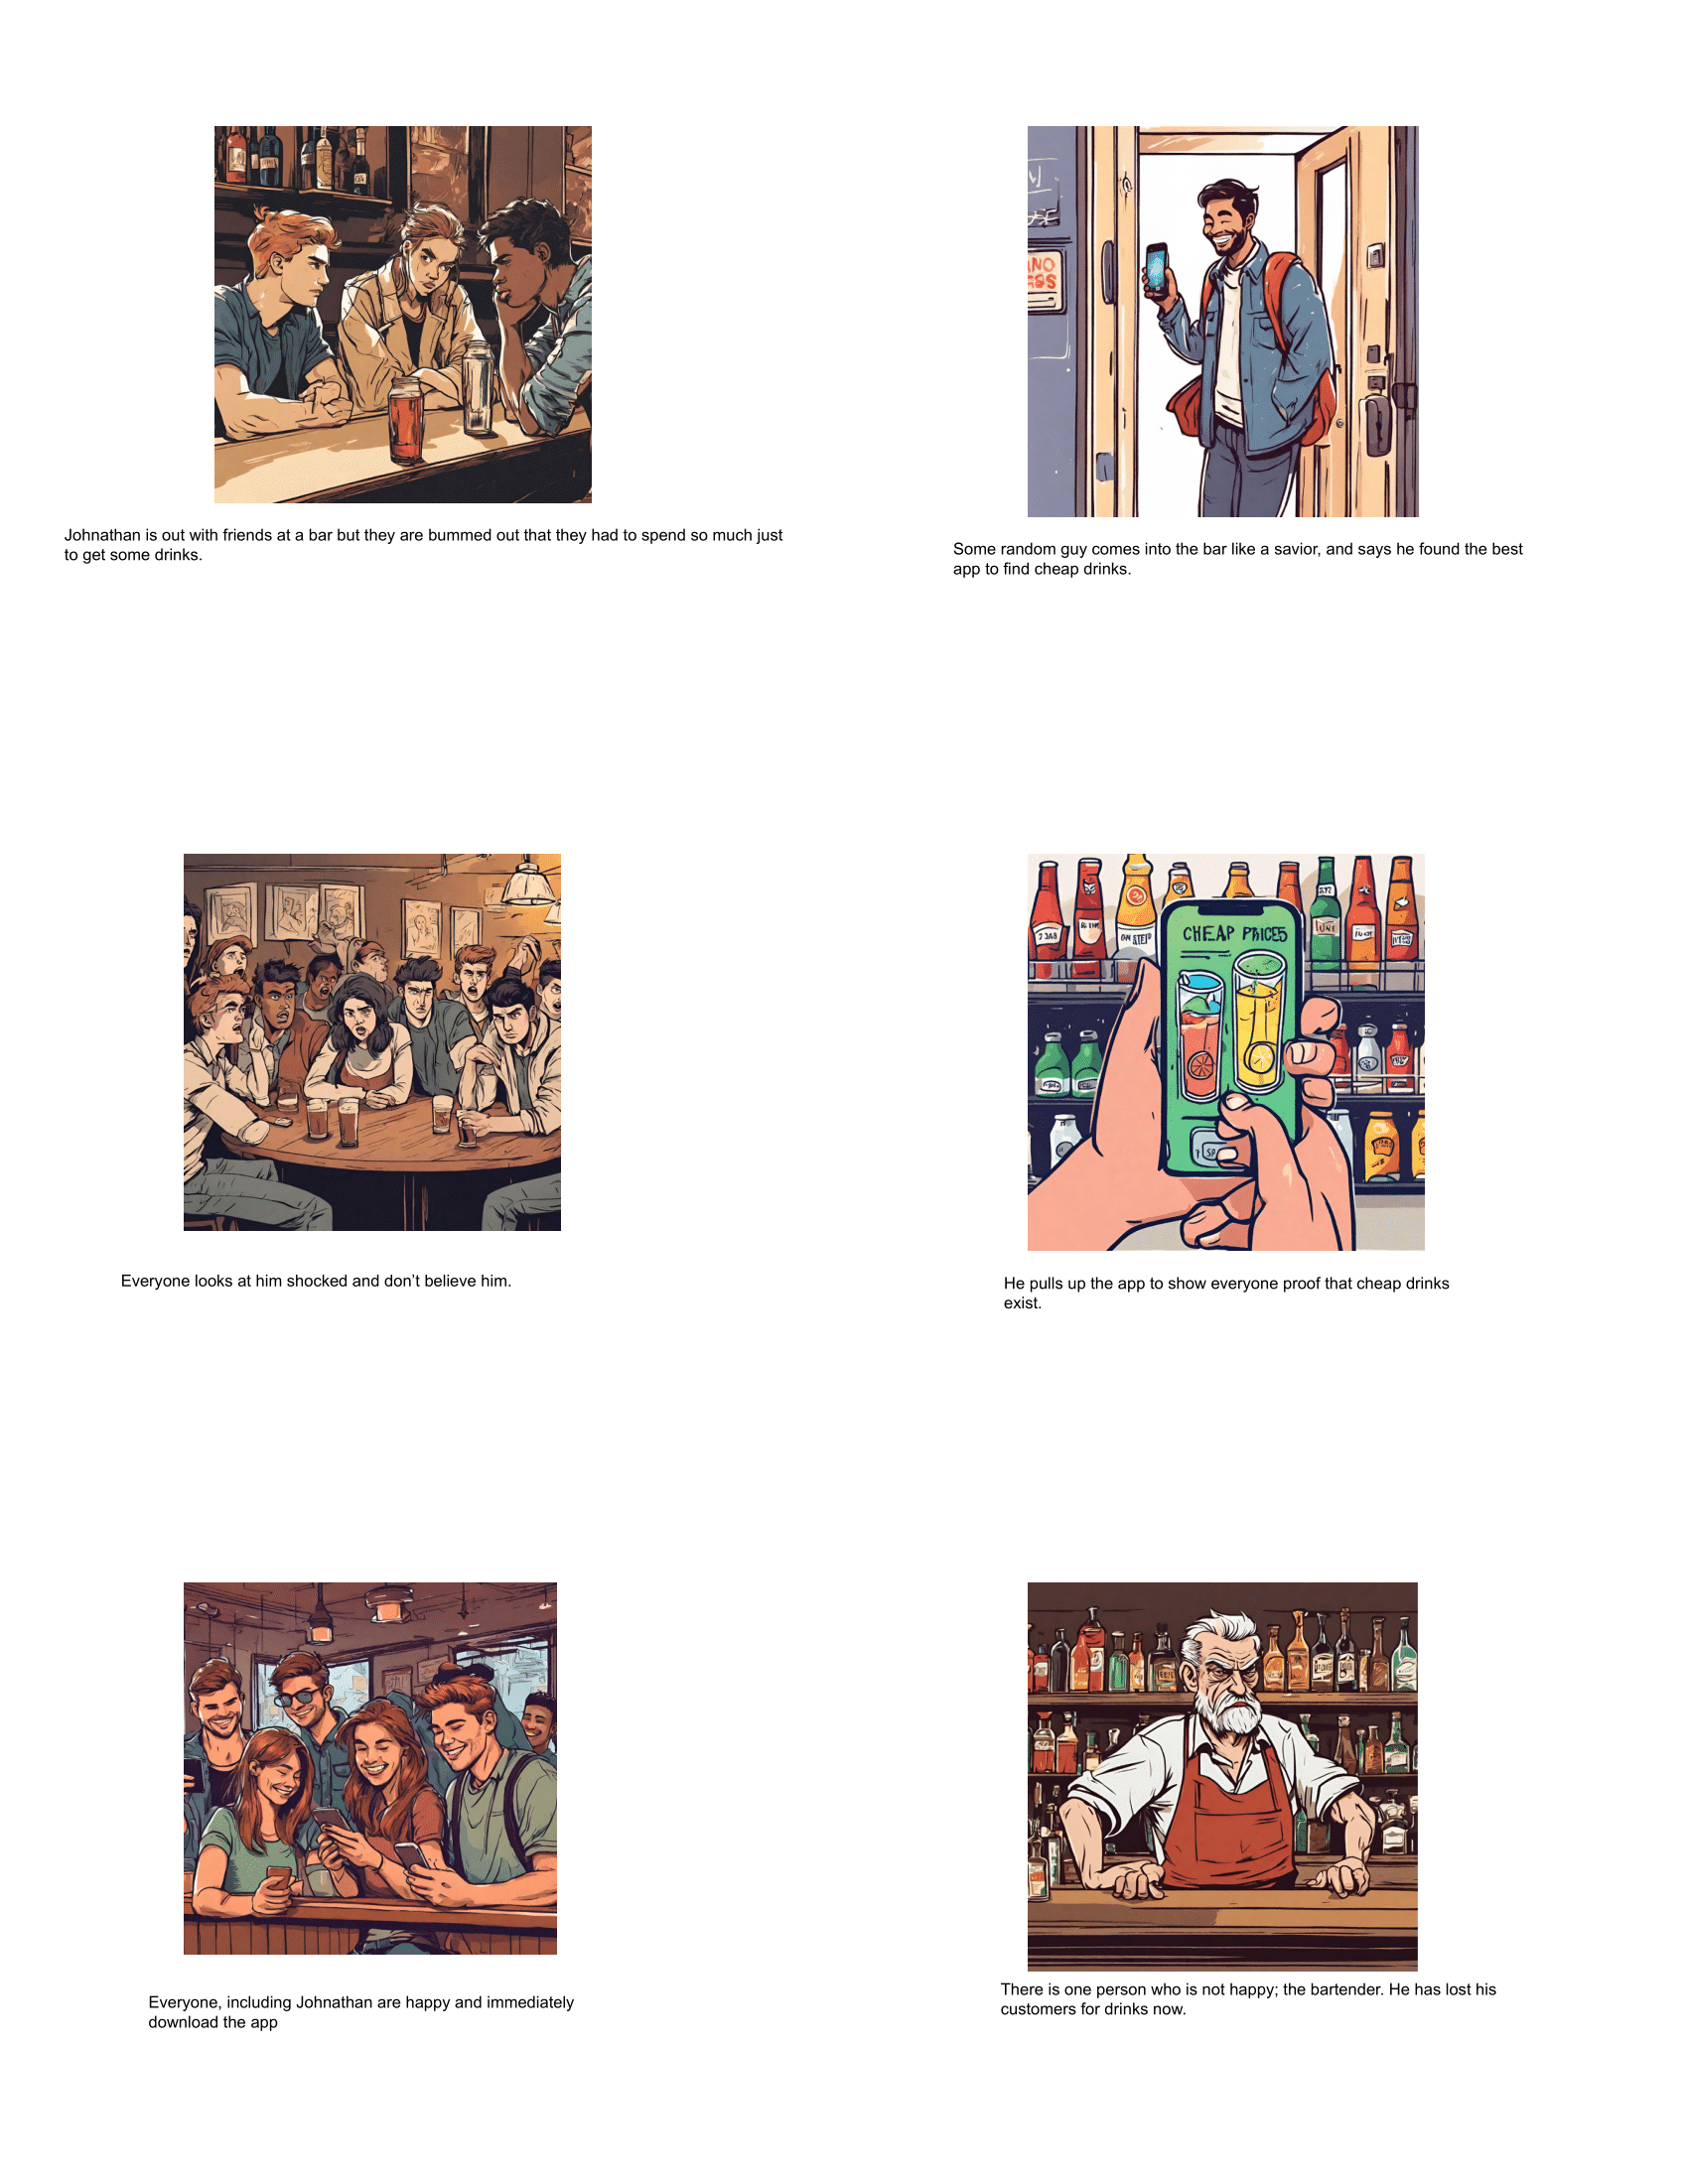 Johnathan is out with friends at a bar but they are bummed out that they had to spend so much just
to get some drinks.
Some random guy comes into the bar like a savior, and says he found the best
app to find cheap drinks.
Everyone looks at him shocked and don’t believe him.
CHEAP PRICES
He pulls up the app to show everyone proof that cheap drinks
exist.
Everyone, including Johnathan are happy and immediately
download the app
There is one person who is not happy; the bartender. He has lost his
customers for drinks now.